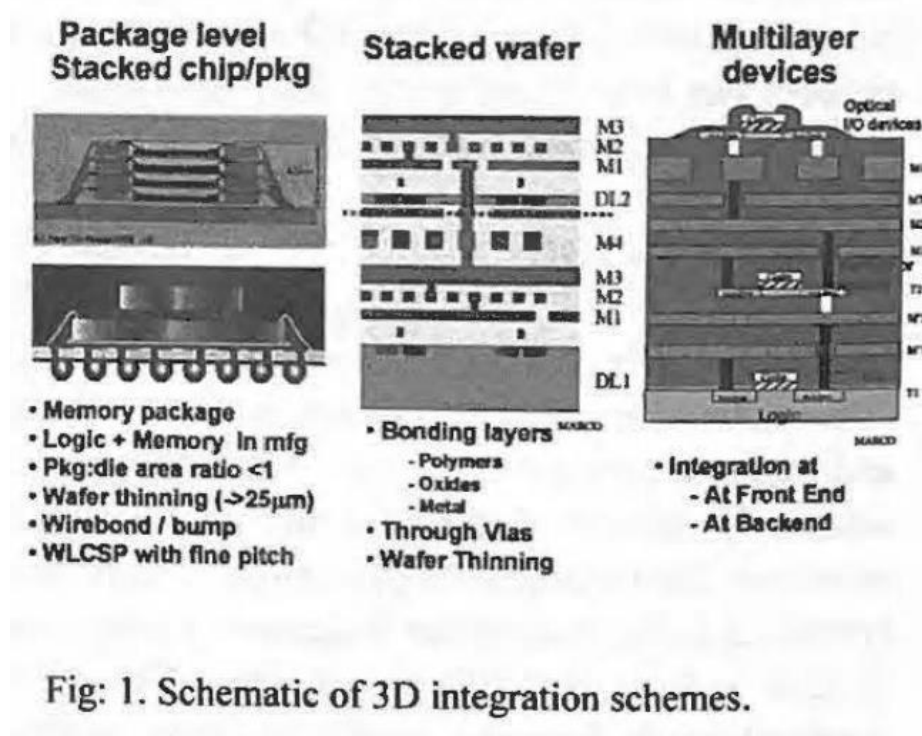 Package level
Stacked chip/pkg
• Memory package
• Logic + Memory in mfg
• Pkg:die area ratio <1
• Wafer thinning (->25µm)
• Wirebond / bump
• WLCSP with fine pitch
Stacked wafer
M3
M2
M1
DL2
M4
M3
M2
M1
DL1
MARCO
• Bonding layers
- Polymers
- Oxides
- Metal
• Through Vias
• Wafer Thinning
Multilayer
devices
Optical
I/O devices
T1
Logic
MARCO
• Integration at
- At Front End
- At Backend
Fig: 1. Schematic of 3D integration schemes.